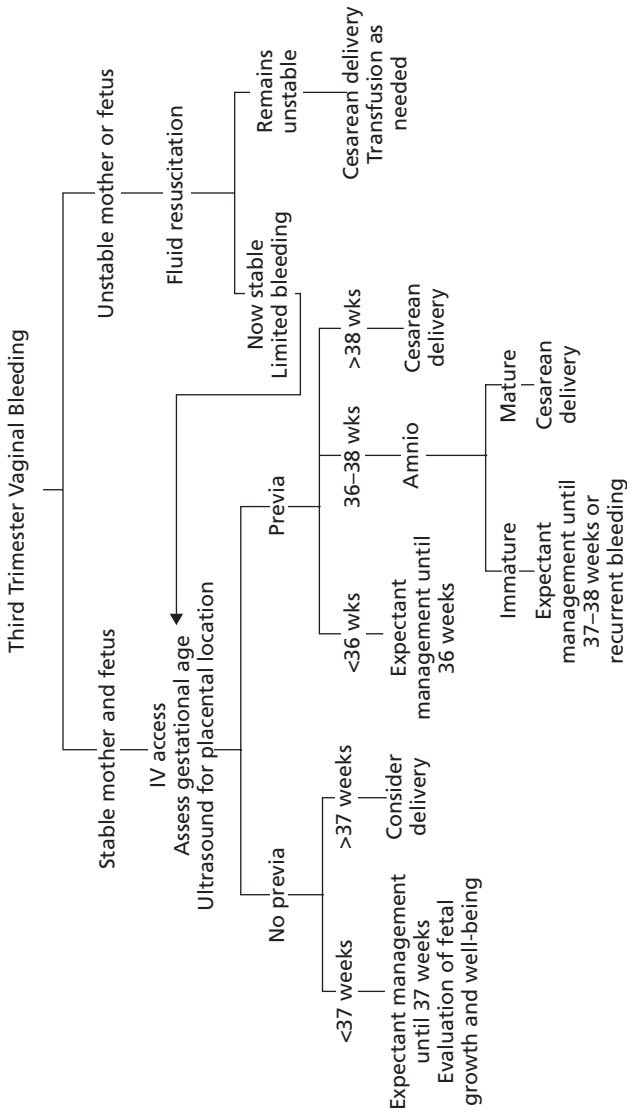 Third Trimester Vaginal Bleeding
Stable mother and fetus
IV access
Assess gestational age
Ultrasound for placental location
No previa
<37 weeks
Expectant management
until 37 weeks
Evaluation of fetal
growth and well-being
>37 weeks
Consider
delivery
Previa
<36 wks
Expectant
management until
36 weeks
36–38 wks
Amnio
Immature
Expectant
management until
37–38 weeks or
recurrent bleeding
Mature
Cesarean
delivery
>38 wks
Cesarean
delivery
Unstable mother or fetus
Fluid resuscitation
Now stable
Limited bleeding
Remains
unstable
Cesarean delivery
Transfusion as
needed